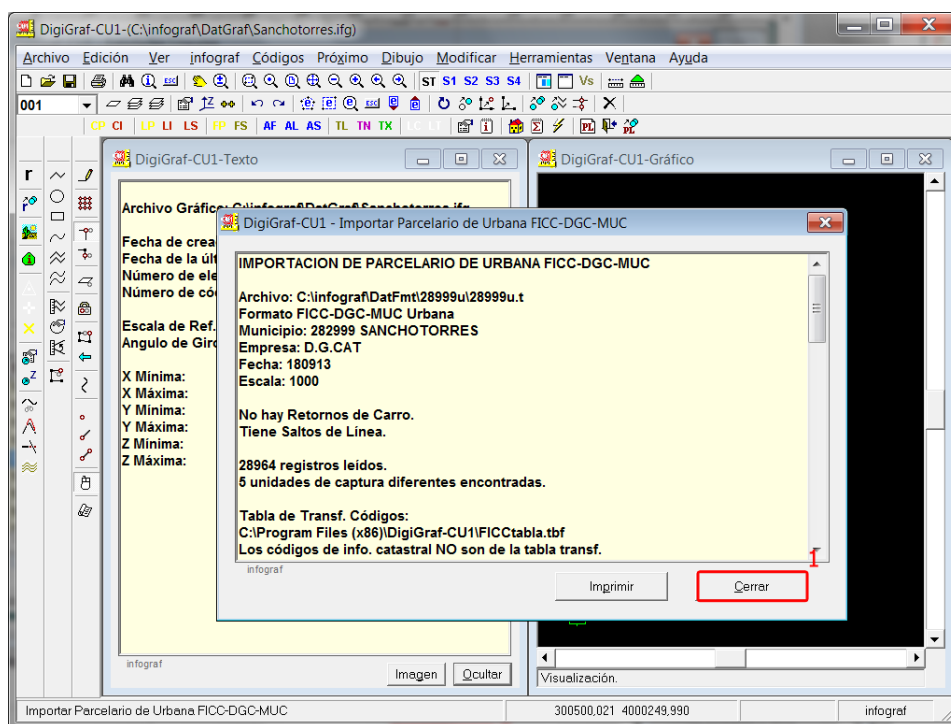 DigiGraf-CU1-(C:\infograf\DatGraf\Sanchotorres.ifg)
Archivo Edición Ver infograf Códigos Próximo Dibujo Modificar Herramientas Ventana Ayuda
ST S1 S2 S3 S4 Vs
001
CP CI LP LI LS FP FS AF AL AS TL TN TX LC LT PL PL
DigiGraf-CU1-Texto
DigiGraf-CU1-Gráfico
Archivo Gráfico: C:\infograf\DatGraf\Sanchotorres.ifg
Fecha de crea
Fecha de la últ
Número de ele
Número de có
Escala de Ref.
Angulo de Giro
X Mínima:
X Máxima:
Y Mínima:
Y Máxima:
Z Mínima:
Z Máxima:
DigiGraf-CU1 - Importar Parcelario de Urbana FICC-DGC-MUC
IMPORTACION DE PARCELARIO DE URBANA FICC-DGC-MUC
Archivo: C:\infograf\DatFmt\28999u\28999u.t
Formato FICC-DGC-MUC Urbana
Municipio: 282999 SANCHOTORRES
Empresa: D.G.CAT
Fecha: 180913
Escala: 1000
No hay Retornos de Carro.
Tiene Saltos de Línea.
28964 registros leídos.
5 unidades de captura diferentes encontradas.
Tabla de Transf. Códigos:
C:\Program Files (x86)\DigiGraf-CU1\FICCtabla.tbf
Los códigos de info. catastral NO son de la tabla transf.
infograf
1
Imprimir Cerrar
infograf
Imagen Ocultar
Visualización.
Importar Parcelario de Urbana FICC-DGC-MUC 300500,021 4000249,990 infograf